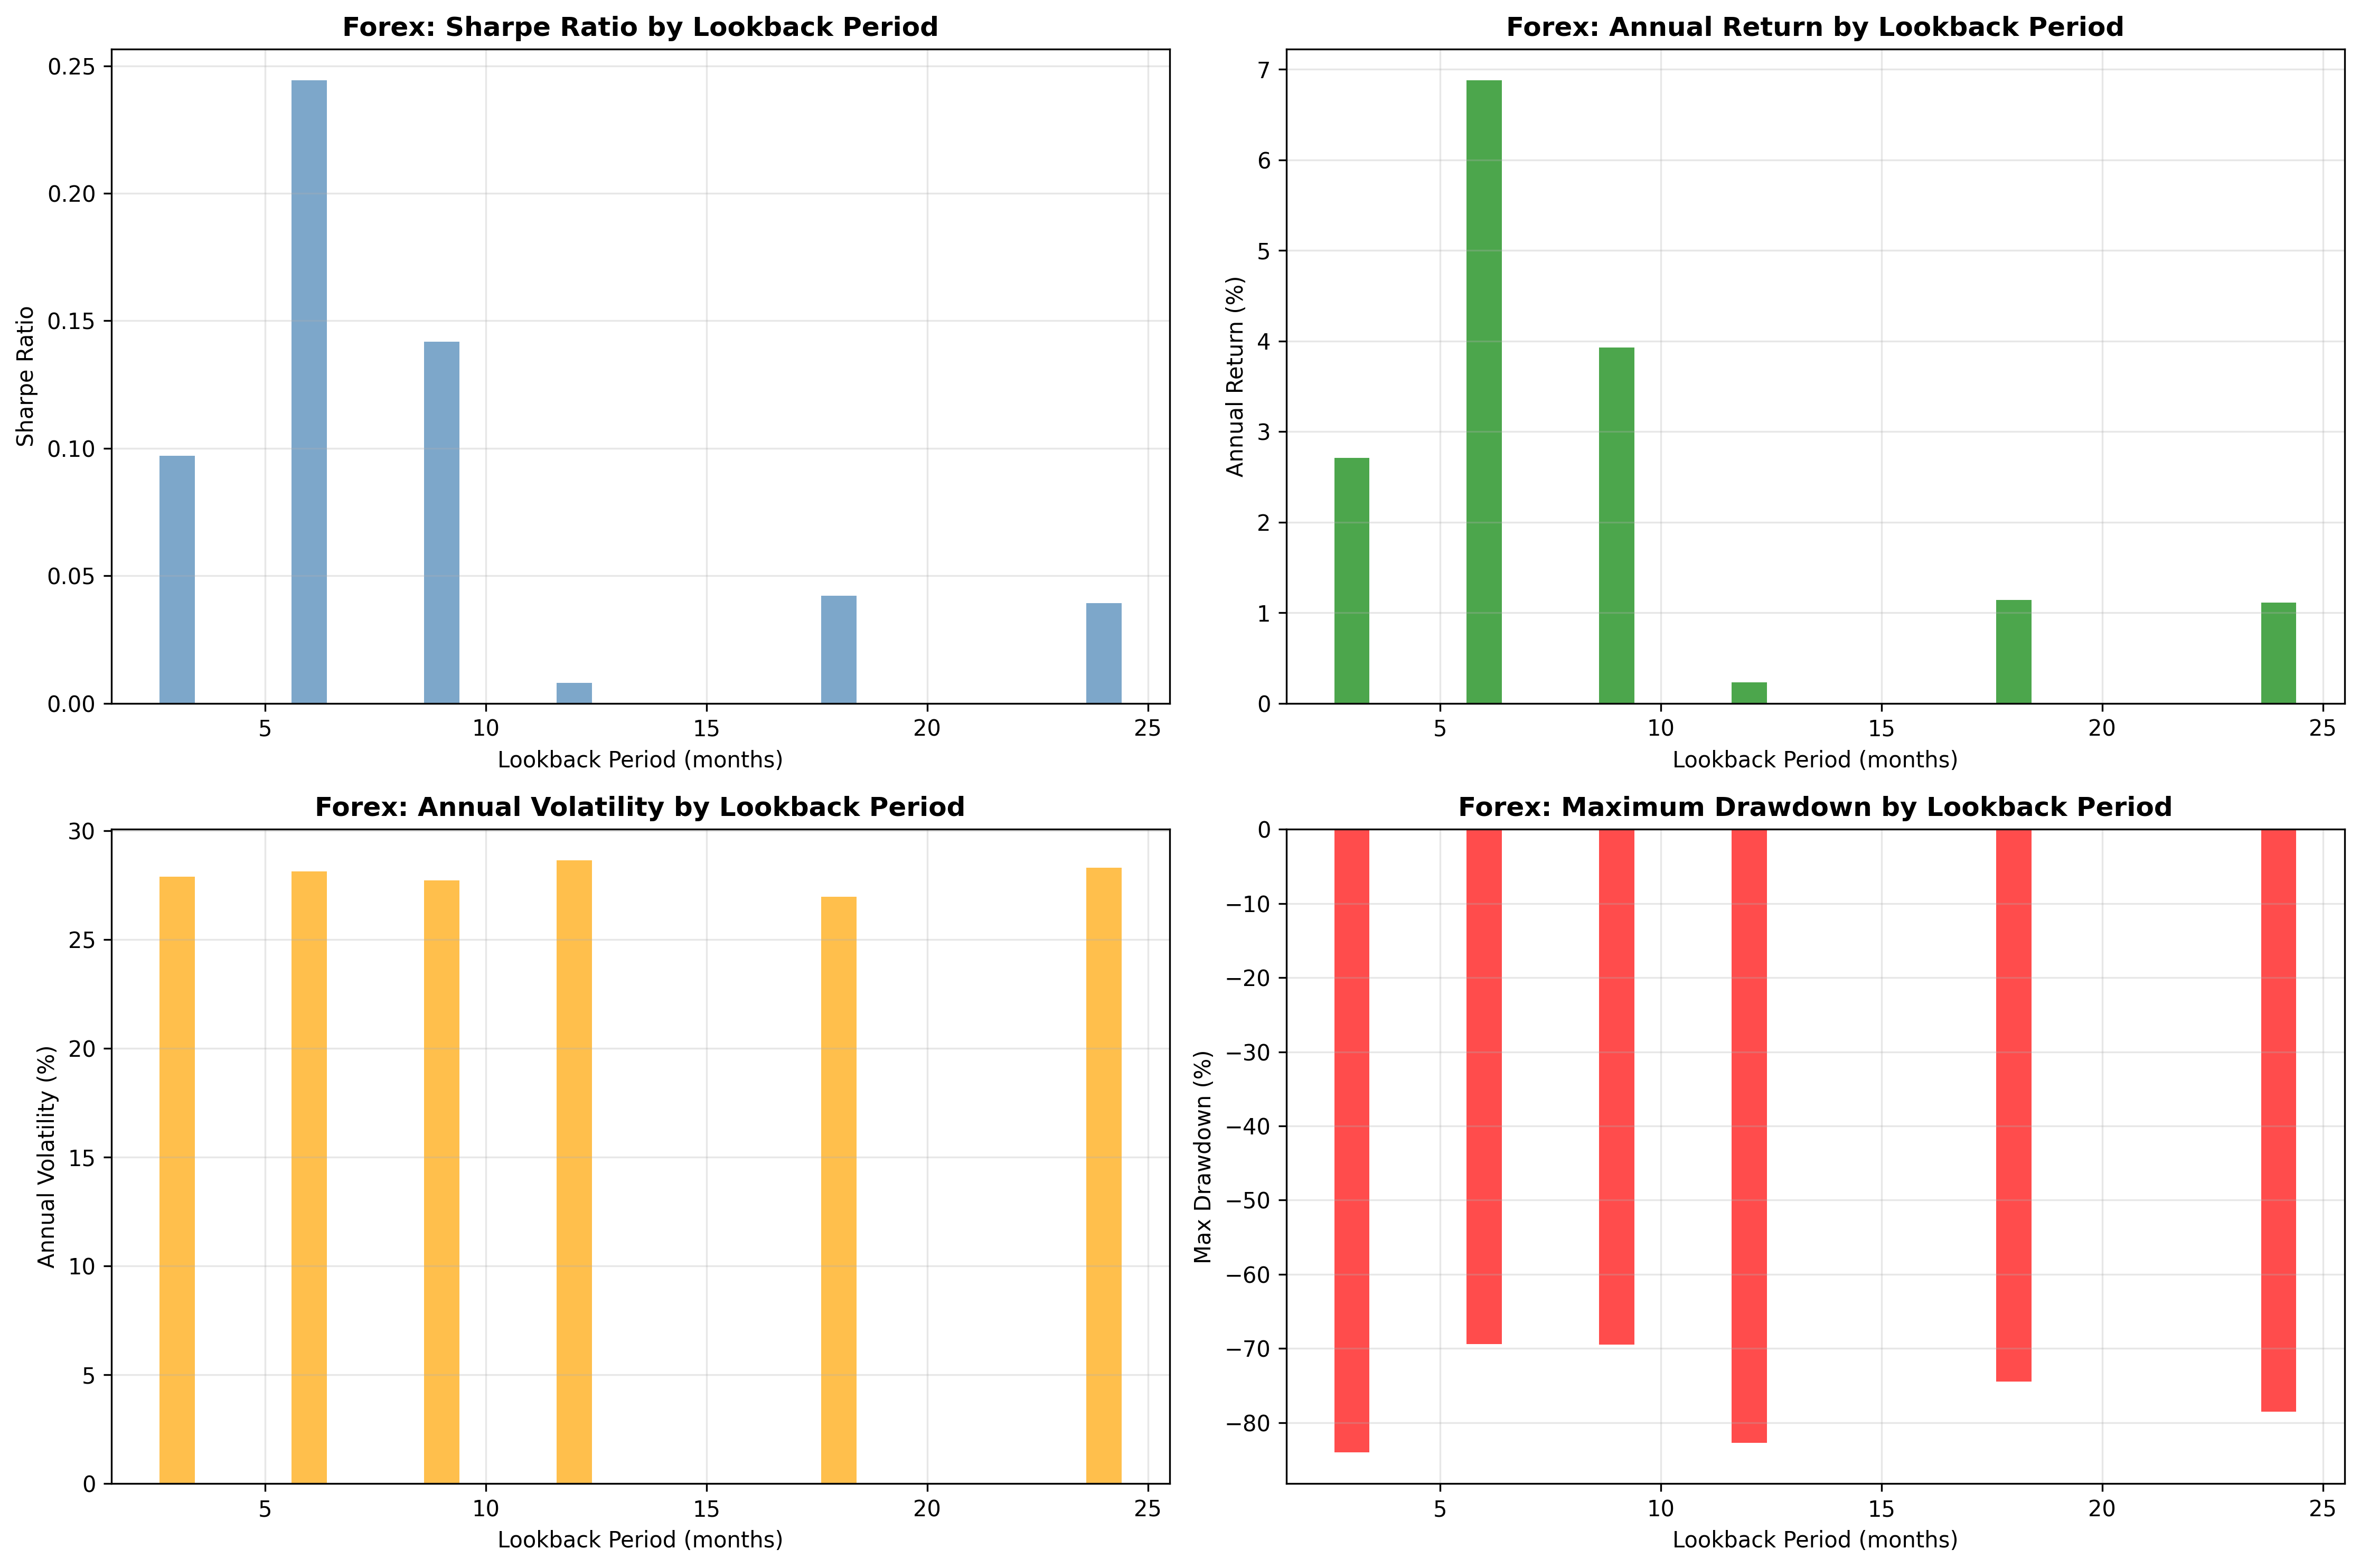 Forex: Sharpe Ratio by Lookback Period
0.25
0.20
0.15
0.10
0.05
0.00
Sharpe Ratio
5 10 15 20 25
Lookback Period (months)
Forex: Annual Return by Lookback Period
7
6
5
4
3
2
1
0
Annual Return (%)
5 10 15 20 25
Lookback Period (months)
Forex: Annual Volatility by Lookback Period
30
25
20
15
10
5
0
Annual Volatility (%)
5 10 15 20 25
Lookback Period (months)
Forex: Maximum Drawdown by Lookback Period
0
−10
−20
−30
−40
−50
−60
−70
−80
Max Drawdown (%)
5 10 15 20 25
Lookback Period (months)